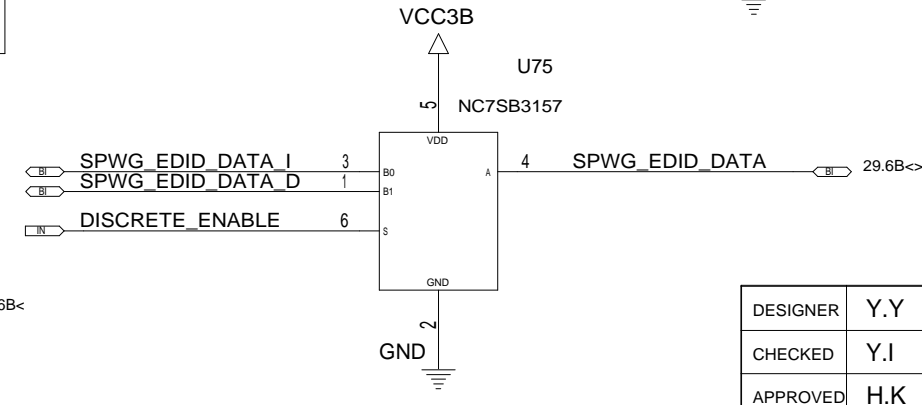 VCC3B
U75
5
NC7SB3157
VDD
BI SPWG_EDID_DATA_I 3 B0 A 4 SPWG_EDID_DATA BI 29.6B<>
BI SPWG_EDID_DATA_D 1 B1
IN DISCRETE_ENABLE 6 S
GND
6B<
2
GND
DESIGNER Y.Y
CHECKED Y.I
APPROVED H.K